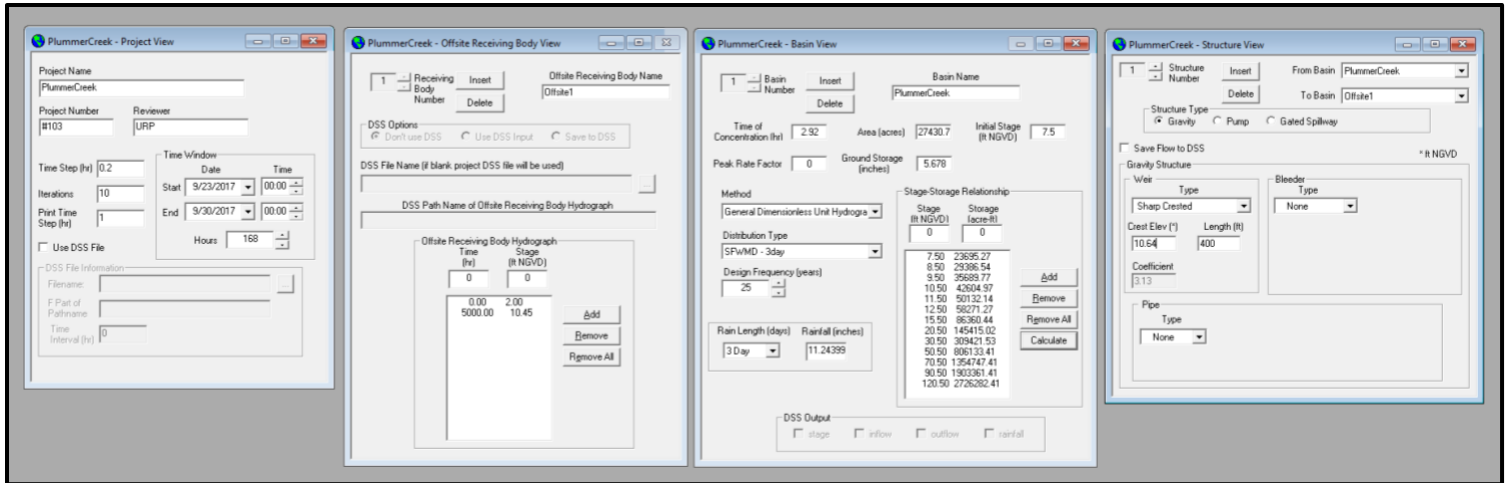 PlummerCreek - Project View
Project Name
PlummerCreek
Project Number Reviewer
#103 URP
Time Step (hr) 0.2
Iterations 10
Print Time
Step (hr) 1
Use DSS File
Time Window
Date Time
Start 9/23/2017 00:00
End 9/30/2017 00:00
Hours 168
DSS File Information
Filename: ...
F Part of
Pathname
Time
Interval (hr) 0
PlummerCreek - Offsite Receiving Body View
1 Receiving
Body
Number
Insert
Delete
Offsite Receiving Body Name
Offsite1
DSS Options
Don't use DSS Use DSS Input Save to DSS
DSS File Name (if blank project DSS file will be used)
...
DSS Path Name of Offsite Receiving Body Hydrograph
Offsite Receiving Body Hydrograph
Time Stage
(hr) (ft NGVD)
0 0
0.00 2.00
5000.00 10.45
Add
Remove
Remove All
PlummerCreek - Basin View
1 Basin
Number
Insert
Delete
Basin Name
PlummerCreek
Time of
Concentration (hr) 2.92
Area (acres) 27430.7
Initial Stage
(ft NGVD) 7.5
Peak Rate Factor 0
Ground Storage
(inches) 5.678
Method
General Dimensionless Unit Hydrogra
Distribution Type
SFWMD - 3day
Design Frequency (years)
25
Rain Length (days) Rainfall (inches)
3 Day 11.24399
Stage-Storage Relationship
Stage Storage
(ft NGVD) (acre-ft)
0 0
7.50 23695.27
8.50 29386.54
9.50 35689.77
10.50 42604.97
11.50 50132.14
12.50 58271.27
15.50 86360.44
20.50 145415.02
30.50 309421.53
50.50 806133.41
70.50 1354747.41
90.50 1903361.41
120.50 2726282.41
Add
Remove
Remove All
Calculate
DSS Output
stage inflow outflow rainfall
PlummerCreek - Structure View
1 Structure
Number
Insert
Delete
From Basin PlummerCreek
To Basin Offsite1
Structure Type
Gravity Pump Gated Spillway
Save Flow to DSS
* ft NGVD
Gravity Structure
Weir
Type
Sharp Crested
Crest Elev (*) Length (ft)
10.64 400
Coefficient
3.13
Bleeder
Type
None
Pipe
Type
None